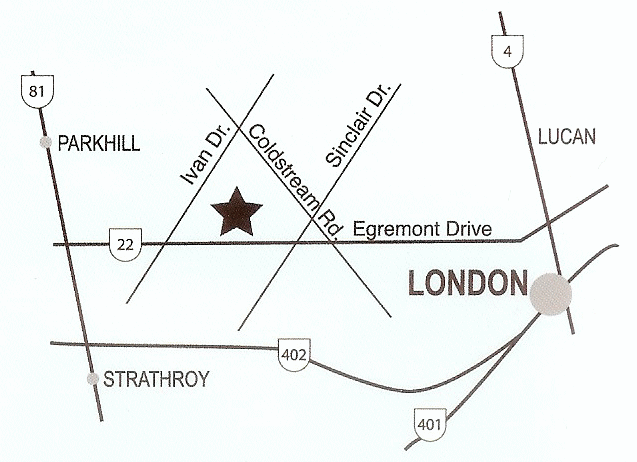 4
81
PARKHILL
Ivan Dr.
Coldstream Rd.
Sinclair Dr.
LUCAN
22
Egremont Drive
LONDON
402
STRATHROY
401